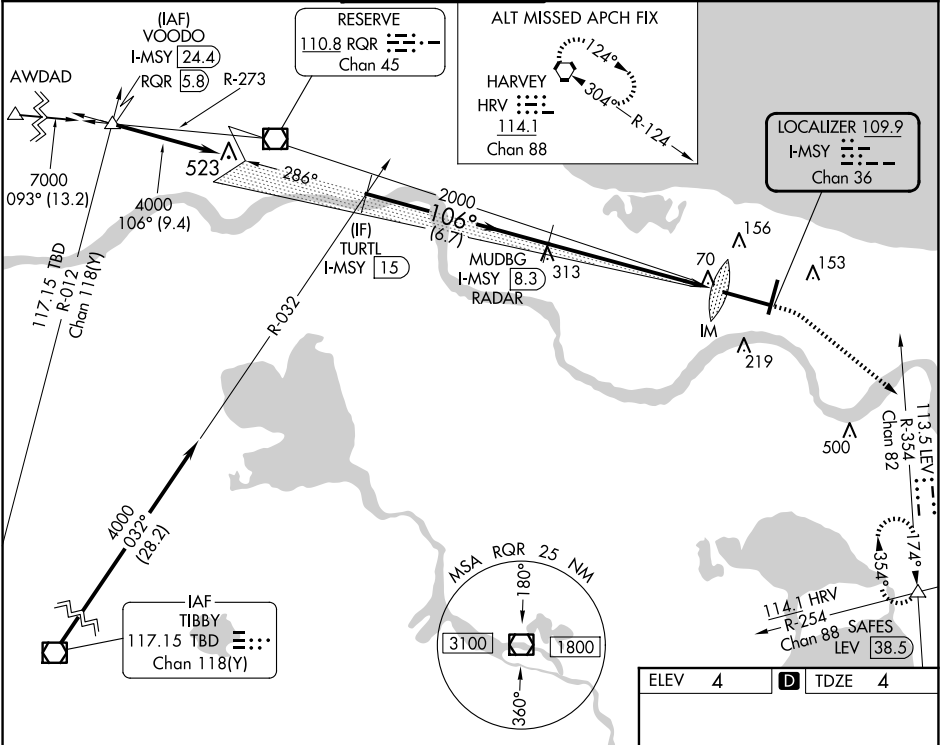 (IAF)
VOODO
I-MSY 24.4
RQR 5.8
R-273
AWDAD
7000
093° (13.2)
4000
106° (9.4)
RESERVE
110.8 RQR
Chan 45
523
286°
2000
106°
(6.7)
(IF)
TURTL
I-MSY 15
MUDBG
I-MSY 8.3
RADAR
313
ALT MISSED APCH FIX
124°
304°
R-124
HARVEY
HRV
114.1
Chan 88
LOCALIZER 109.9
I-MSY
Chan 36
156
70
153
IM
219
500
117.15 TBD
R-012
Chan 118(Y)
R-032
4000
032°
(28.2)
IAF
TIBBY
117.15 TBD
Chan 118(Y)
MSA RQR 25 NM
180°
3100
1800
360°
113.5 LEV
R-354
Chan 82
174°
354°
114.1 HRV
R-254
Chan 88
SAFES
LEV 38.5
ELEV 4
D
TDZE 4